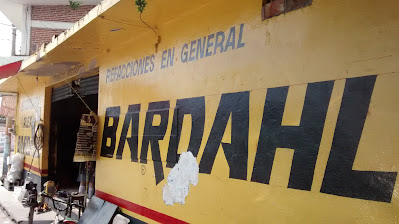 REFACCIONES EN GENERAL
BARDAHL
®